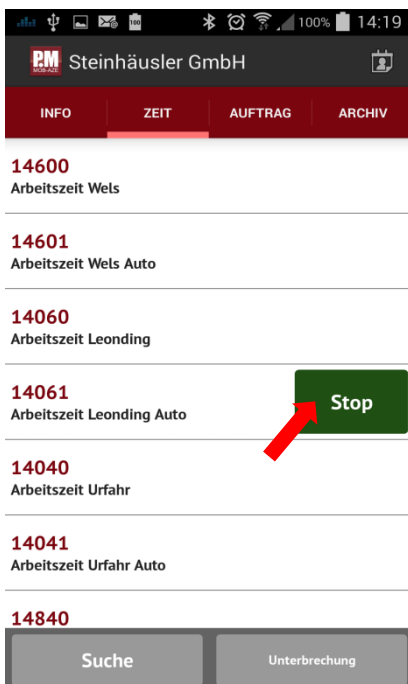 100
100%
14:19
P.M
MOB-AZE
Steinhäusler GmbH
INFO
ZEIT
AUFTRAG
ARCHIV
14600
Arbeitszeit Wels
14601
Arbeitszeit Wels Auto
14060
Arbeitszeit Leonding
14061
Arbeitszeit Leonding Auto
Stop
14040
Arbeitszeit Urfahr
14041
Arbeitszeit Urfahr Auto
14840
Suche
Unterbrechung